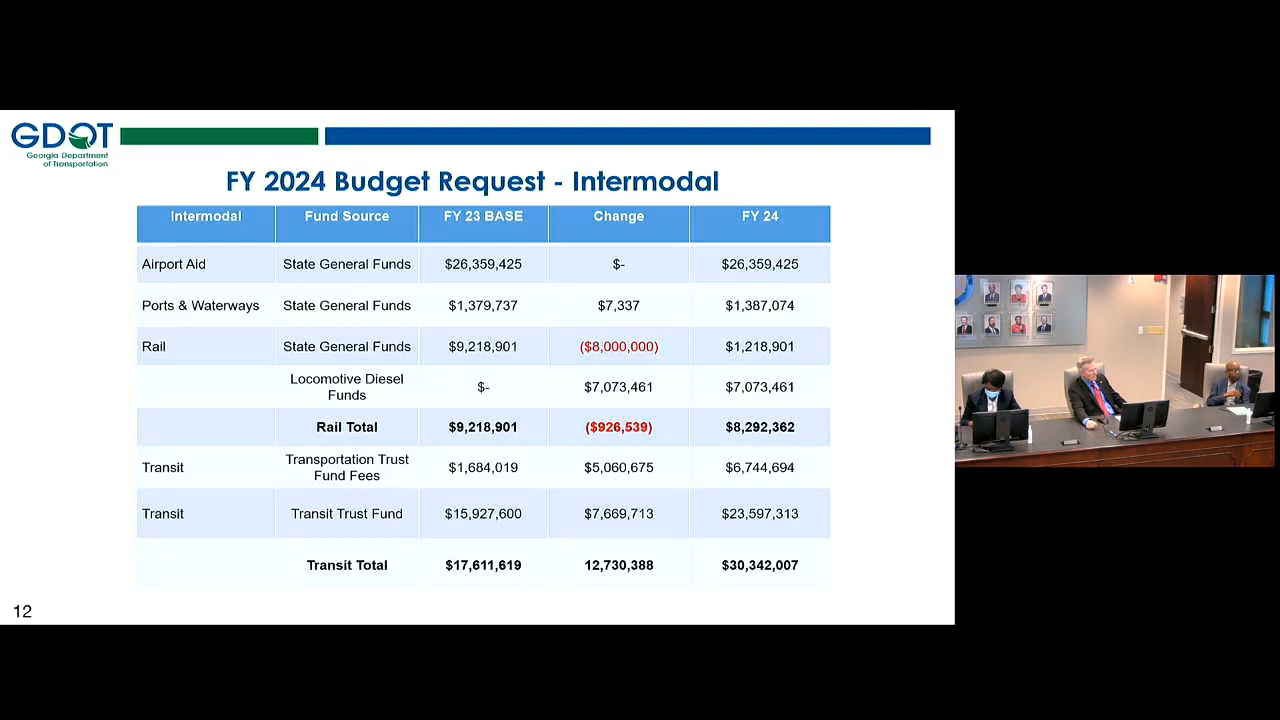 GDOT
Georgia Department
of Transportation
FY 2024 Budget Request - Intermodal
Intermodal Fund Source FY 23 BASE Change FY 24
Airport Aid State General Funds $26,359,425 $- $26,359,425
Ports & Waterways State General Funds $1,379,737 $7,337 $1,387,074
Rail State General Funds $9,218,901 ($8,000,000) $1,218,901
Locomotive Diesel
Funds $- $7,073,461 $7,073,461
Rail Total $9,218,901 ($926,539) $8,292,362
Transit Transportation Trust
Fund Fees $1,684,019 $5,060,675 $6,744,694
Transit Transit Trust Fund $15,927,600 $7,669,713 $23,597,313
Transit Total $17,611,619 12,730,388 $30,342,007
12